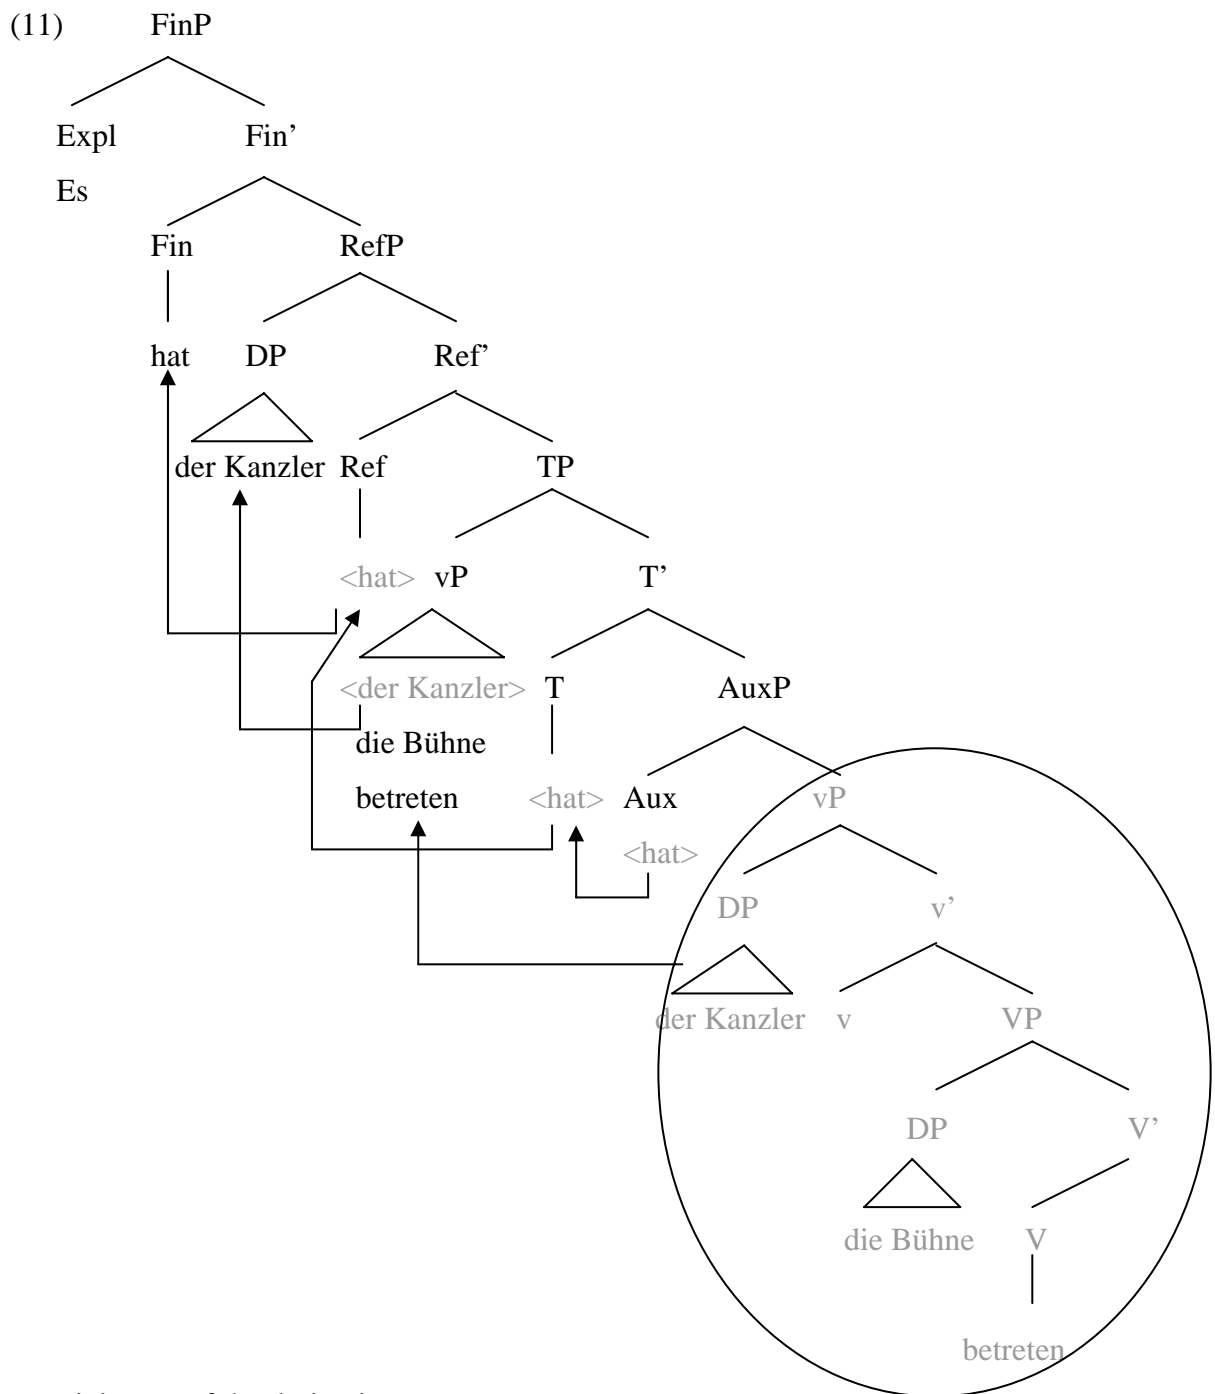 (11) FinP
Expl Fin’
Es
Fin RefP
hat DP Ref’
der Kanzler Ref TP
<hat> vP T’
<der Kanzler> T AuxP
die Bühne
betreten <hat> Aux vP
<hat>
DP v’
der Kanzler v VP
DP V’
die Bühne V
betreten